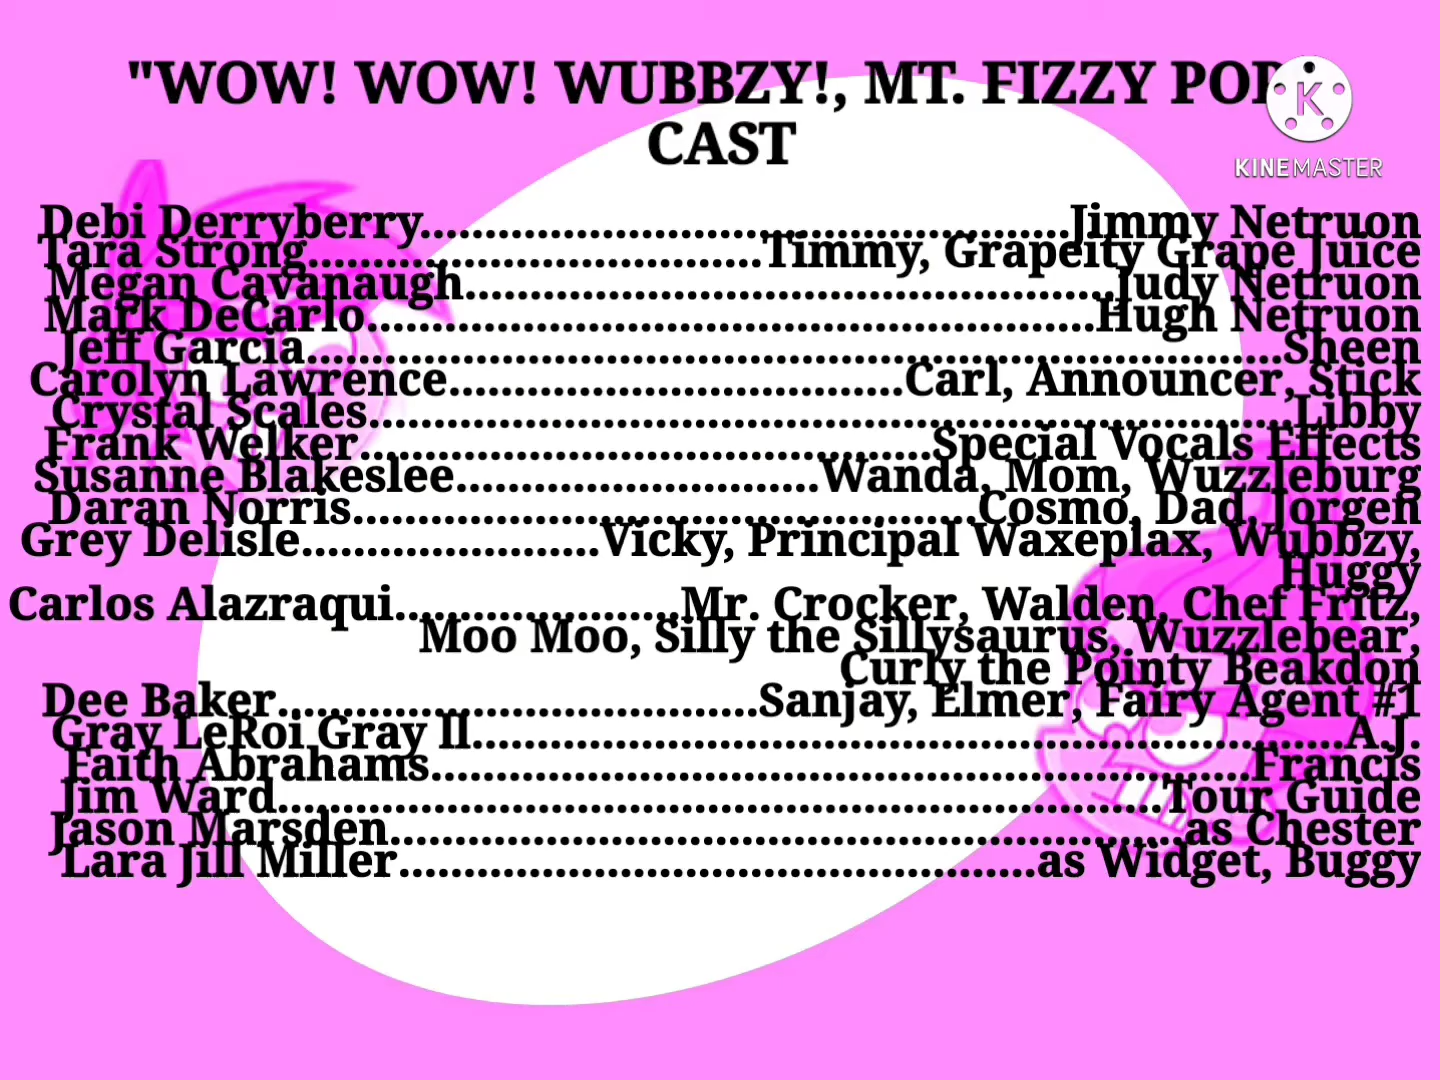 "WOW! WOW! WUBBZY!, MT. FIZZY POP"
CAST
KINEMASTER
Debi Derryberry..................................................Jimmy Netruon
Tara Strong...................................Timmy, Grapeity Grape Juice
Megan Cavanaugh..................................................Judy Netruon
Mark DeCarlo........................................................Hugh Netruon
Jeff Garcia...........................................................................Sheen
Carolyn Lawrence...................................Carl, Announcer, Stick
Crystal Scales.......................................................................Libby
Frank Welker............................................Special Vocals Effects
Susanne Blakeslee............................Wanda, Mom, Wuzzleburg
Daran Norris................................................Cosmo, Dad, Jorgen
Grey Delisle.......................Vicky, Principal Waxeplax, Wubbzy,
Huggy
Carlos Alazraqui......................Mr. Crocker, Walden, Chef Fritz,
Moo Moo, Silly the Sillysaurus, Wuzzlebear,
Curly the Pointy Beakdon
Dee Baker.....................................Sanjay, Elmer, Fairy Agent #1
Gray LeRoi Gray II...................................................................A.J.
Faith Abrahams...............................................................Francis
Jim Ward....................................................................Tour Guide
Jason Marsden.............................................................as Chester
Lara Jill Miller.................................................as Widget, Buggy